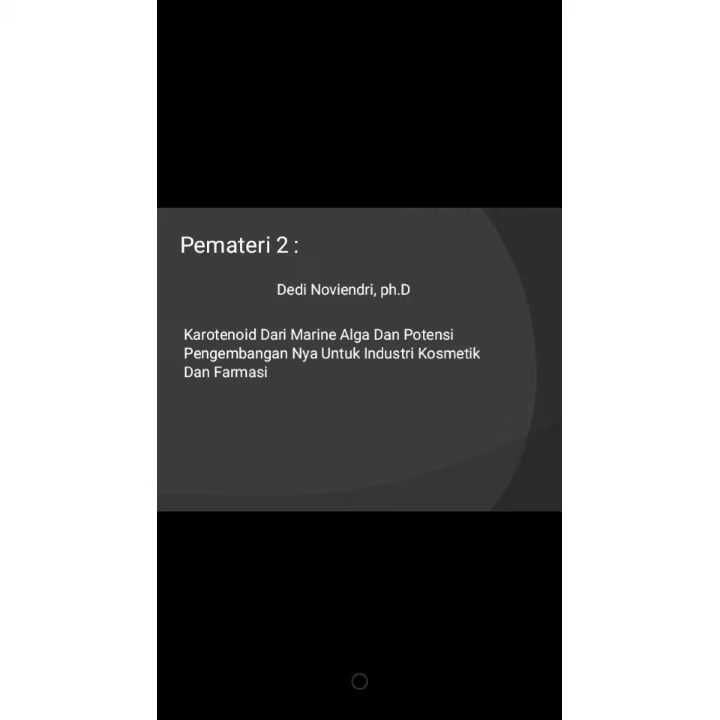 Pemateri 2 :
Dedi Noviendri, ph.D
Karotenoid Dari Marine Alga Dan Potensi
Pengembangan Nya Untuk Industri Kosmetik
Dan Farmasi